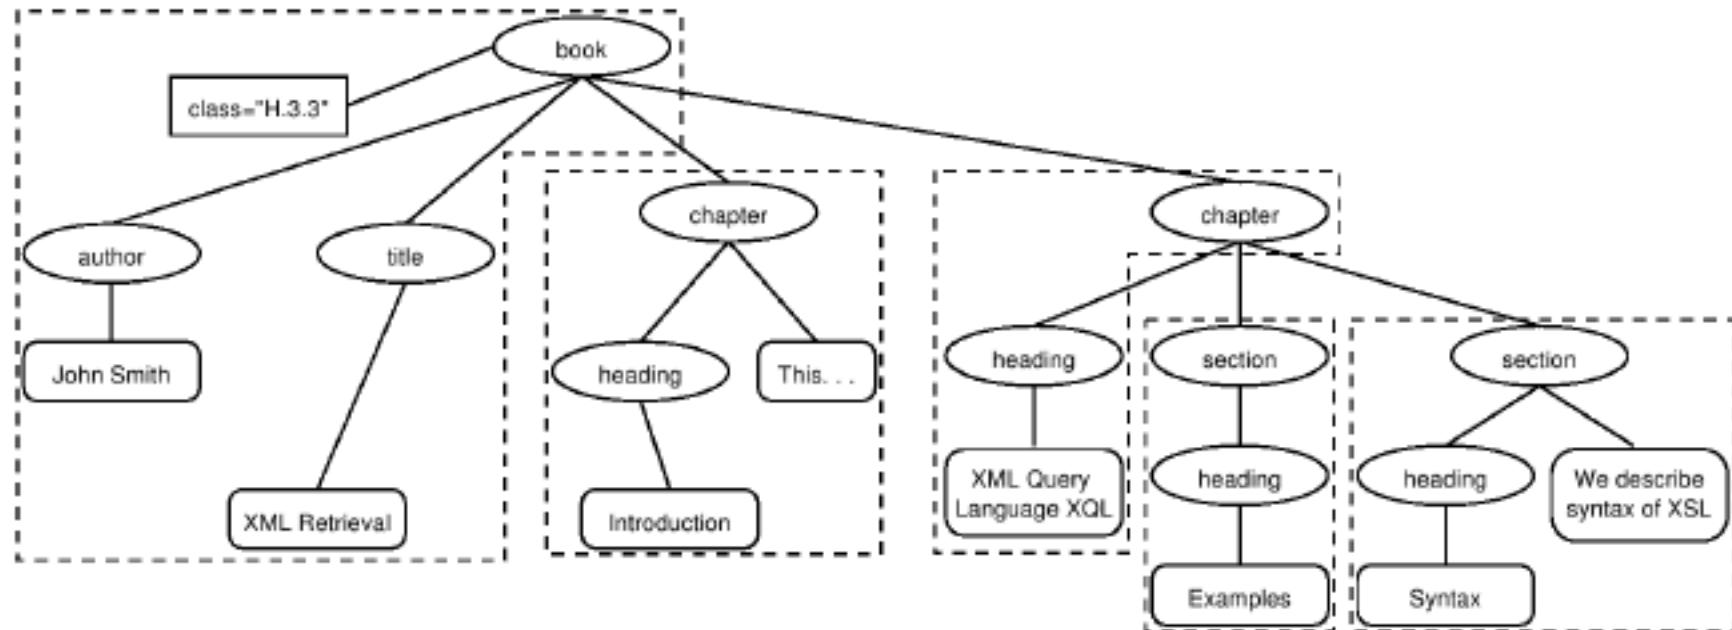 book
class="H.3.3"
chapter
chapter
author
title
John Smith
heading
This. . .
heading
section
section
XML Query
Language XQL
heading
heading
We describe
syntax of XSL
XML Retrieval
Introduction
Examples
Syntax